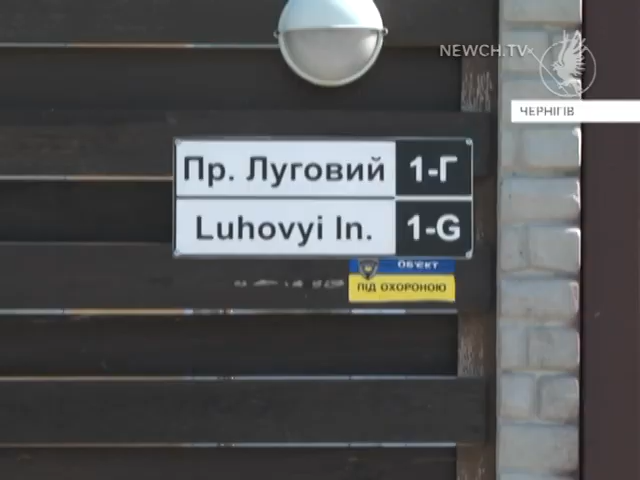 NEWCH.TV
ЧЕРНІГІВ
Пр. Луговий 1-Г
Luhovyi ln. 1-G
ОБ'ЄКТ
ПІД ОХОРОНОЮ